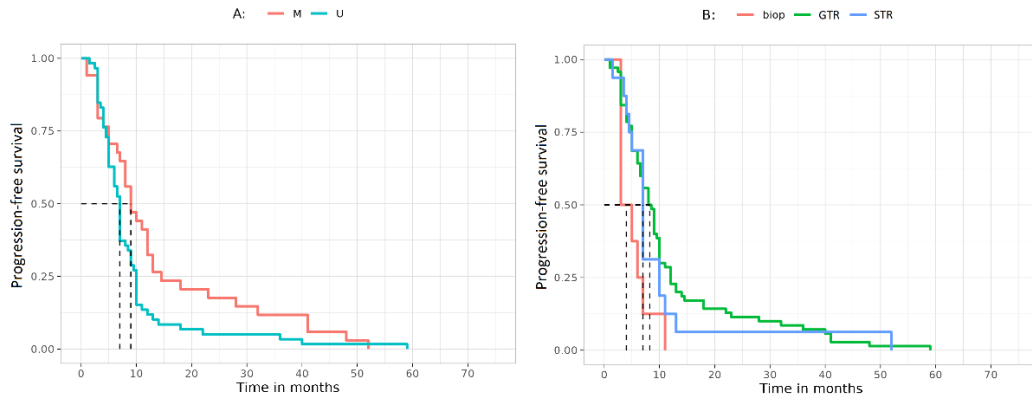 A: M U
B: biop GTR STR
Progression-free survival
1.00
0.75
0.50
0.25
0.00
0 10 20 30 40 50 60 70
Time in months
Progression-free survival
1.00
0.75
0.50
0.25
0.00
0 10 20 30 40 50 60 70
Time in months